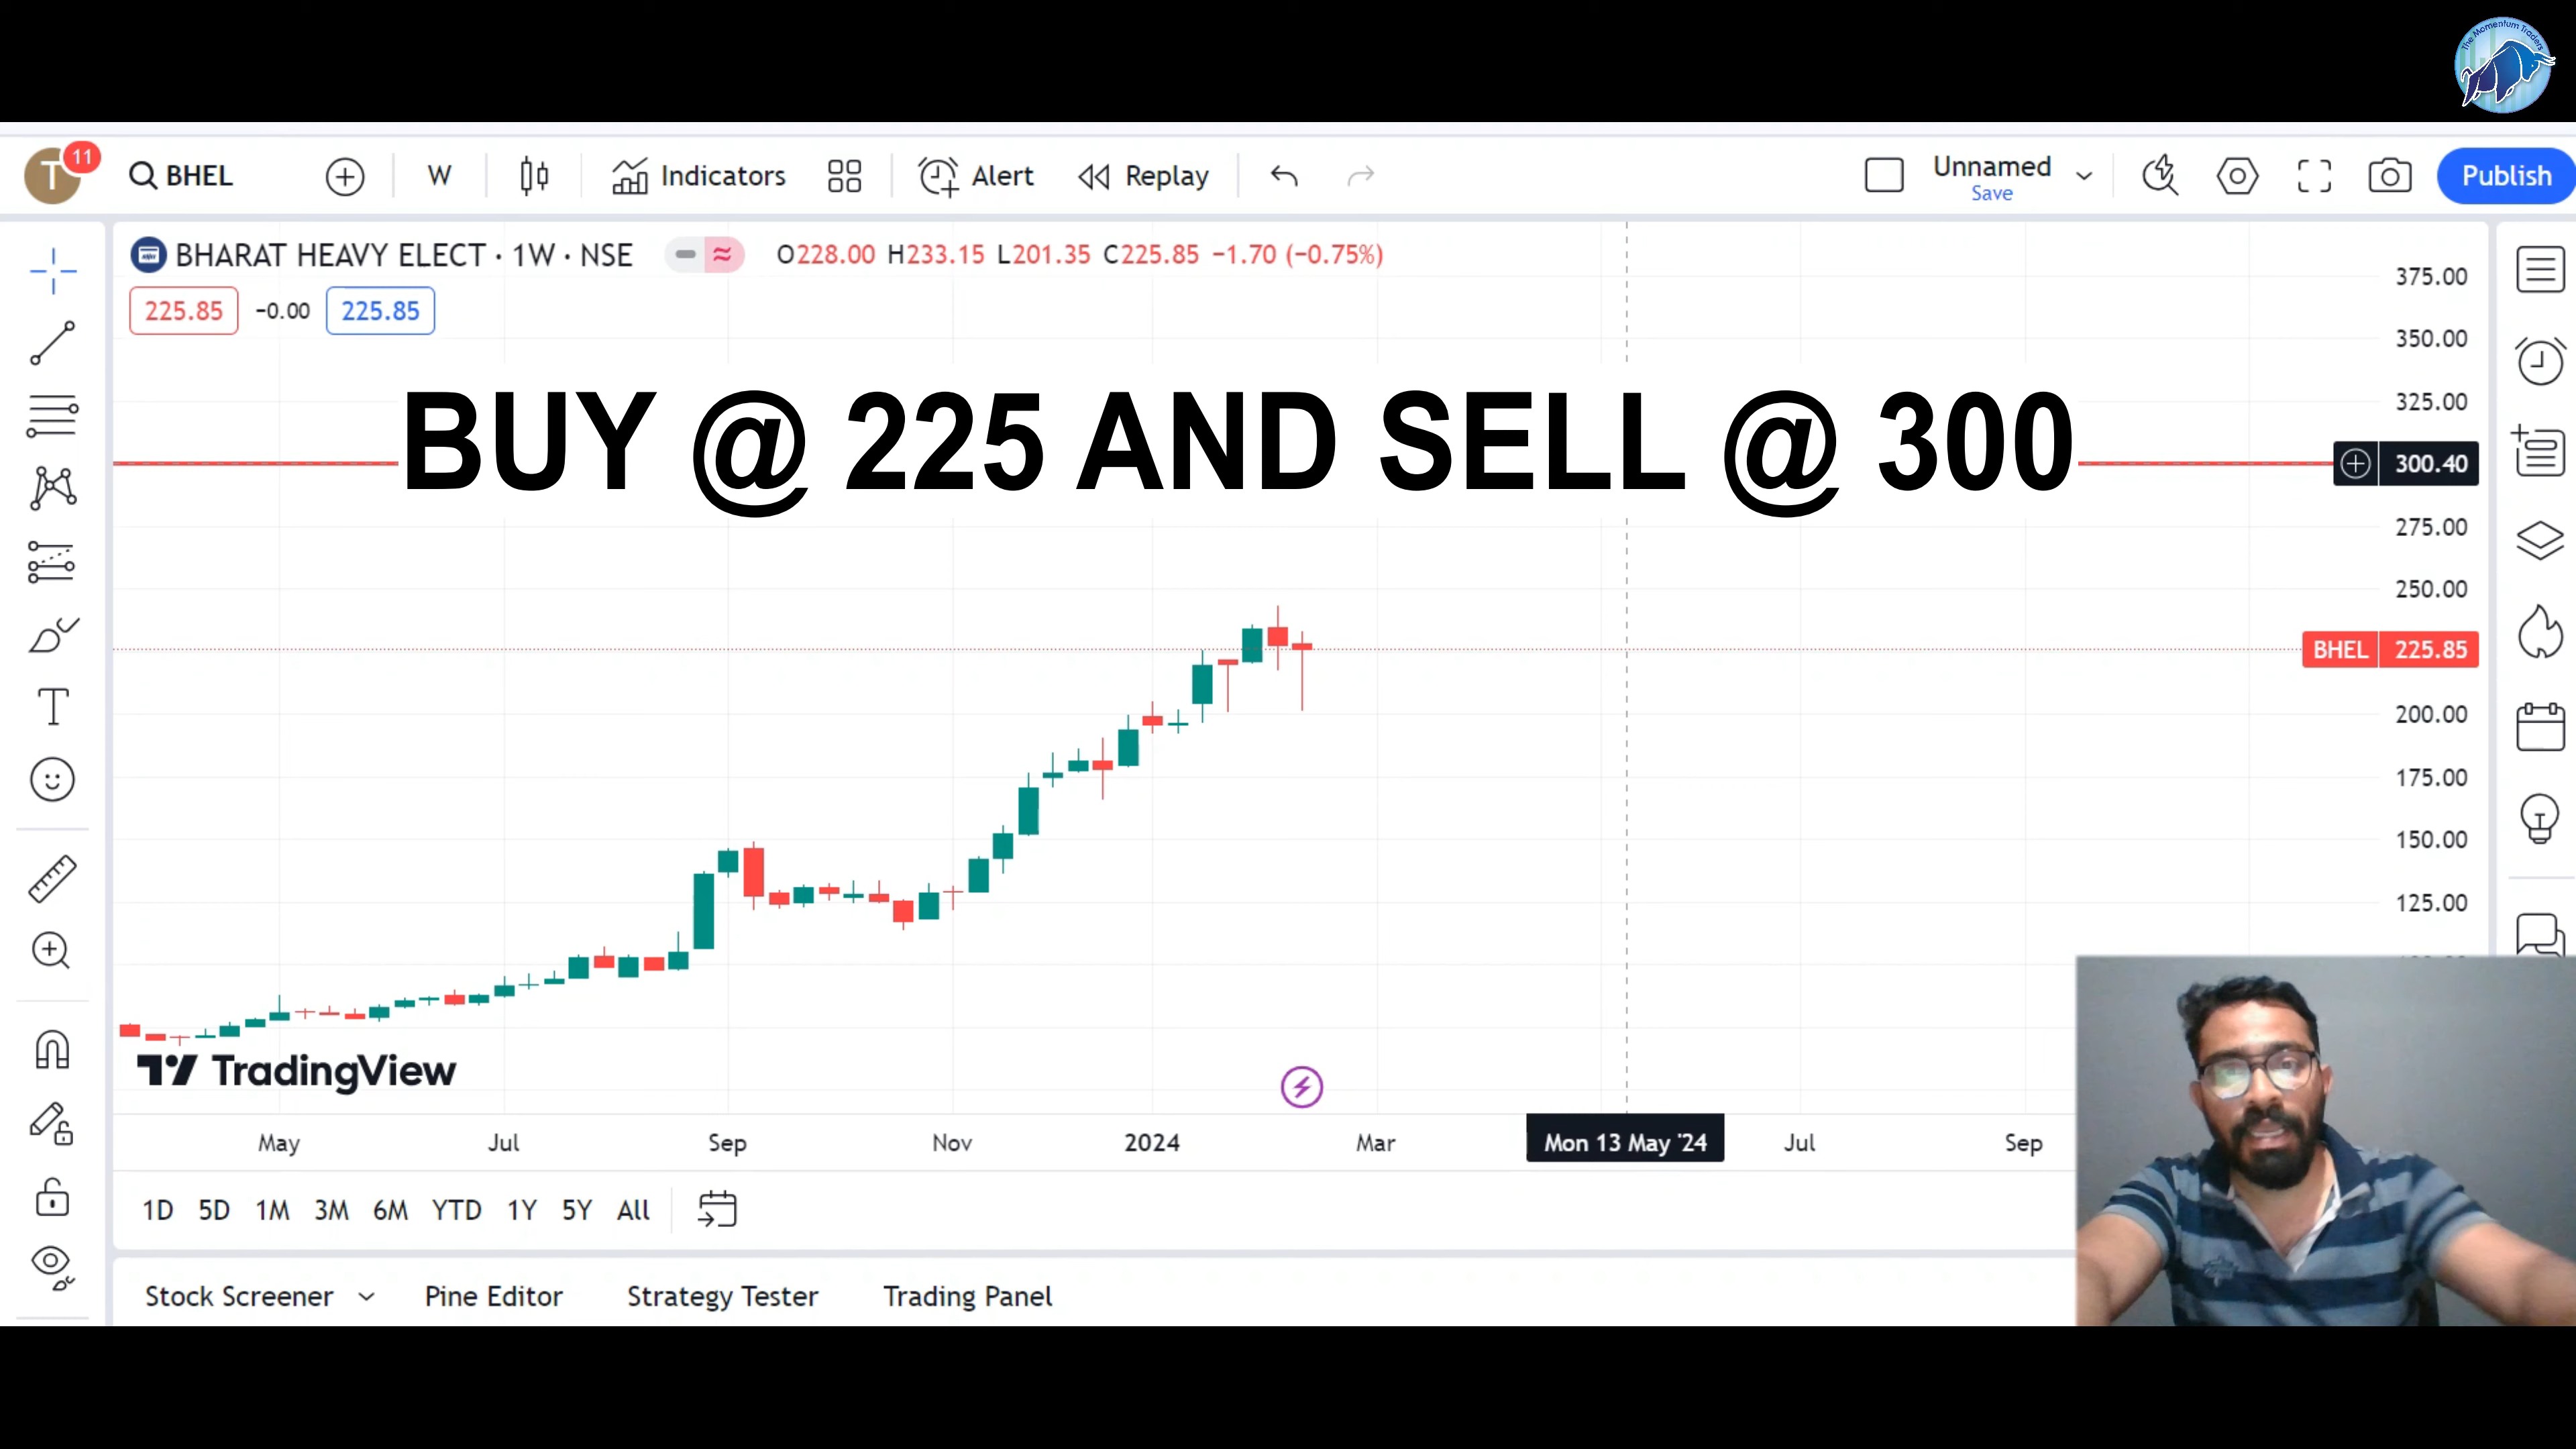 The Momentum Traders
T 11 BHEL W Indicators Alert Replay Unnamed Save Publish
BHARAT HEAVY ELECT · 1W · NSE O228.00 H233.15 L201.35 C225.85 −1.70 (−0.75%)
225.85 −0.00 225.85
375.00
350.00
325.00
BUY @ 225 AND SELL @ 300
300.40
275.00
250.00
BHEL 225.85
200.00
175.00
150.00
125.00
TradingView
May Jul Sep Nov 2024 Mar Mon 13 May '24 Jul Sep
1D 5D 1M 3M 6M YTD 1Y 5Y All
Stock Screener Pine Editor Strategy Tester Trading Panel